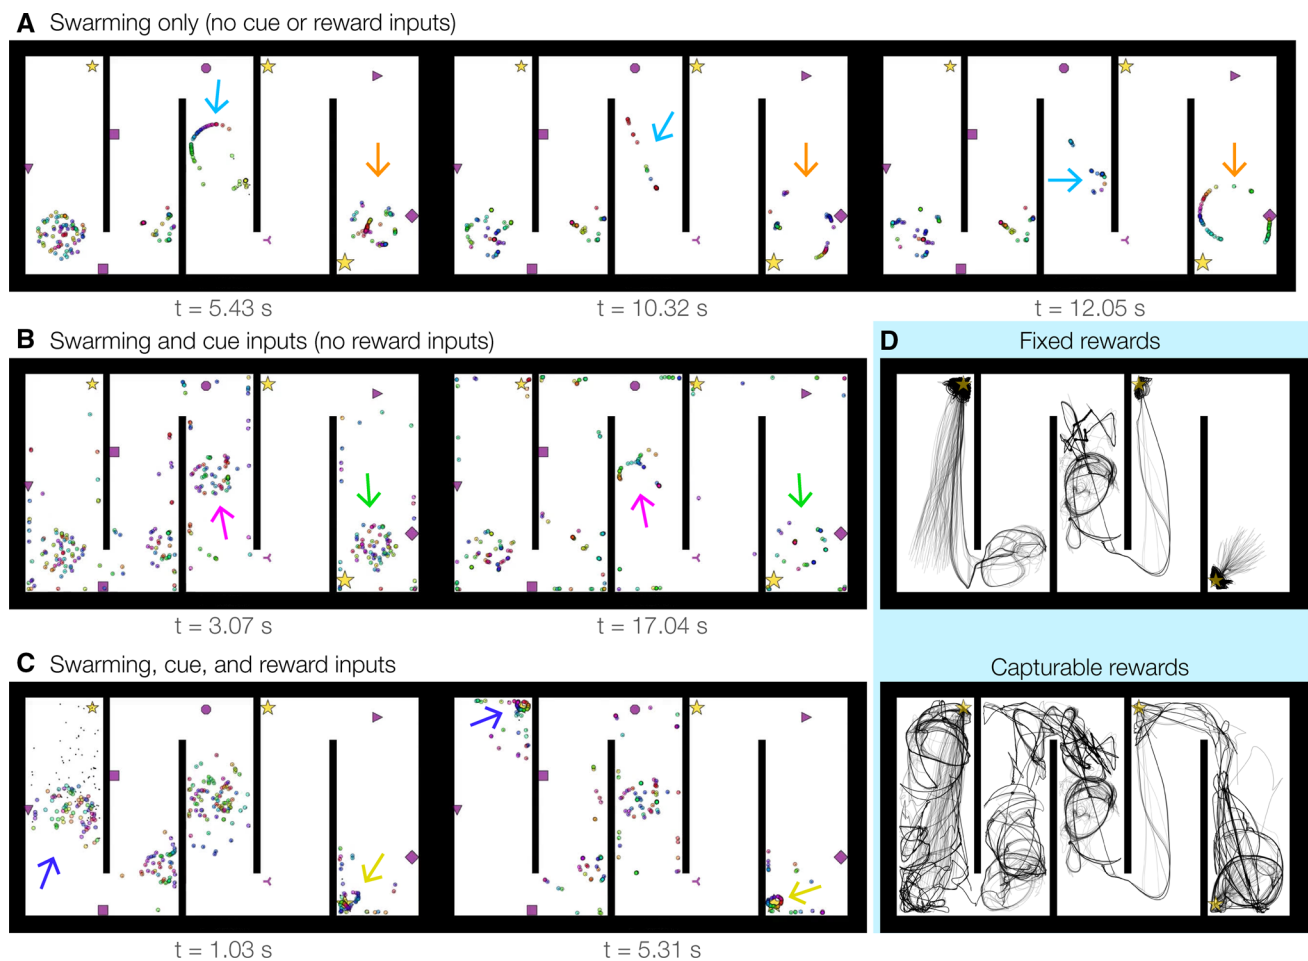 A Swarming only (no cue or reward inputs)
t = 5.43 s
t = 10.32 s
t = 12.05 s
B Swarming and cue inputs (no reward inputs)
t = 3.07 s
t = 17.04 s
C Swarming, cue, and reward inputs
t = 1.03 s
t = 5.31 s
D Fixed rewards
Capturable rewards